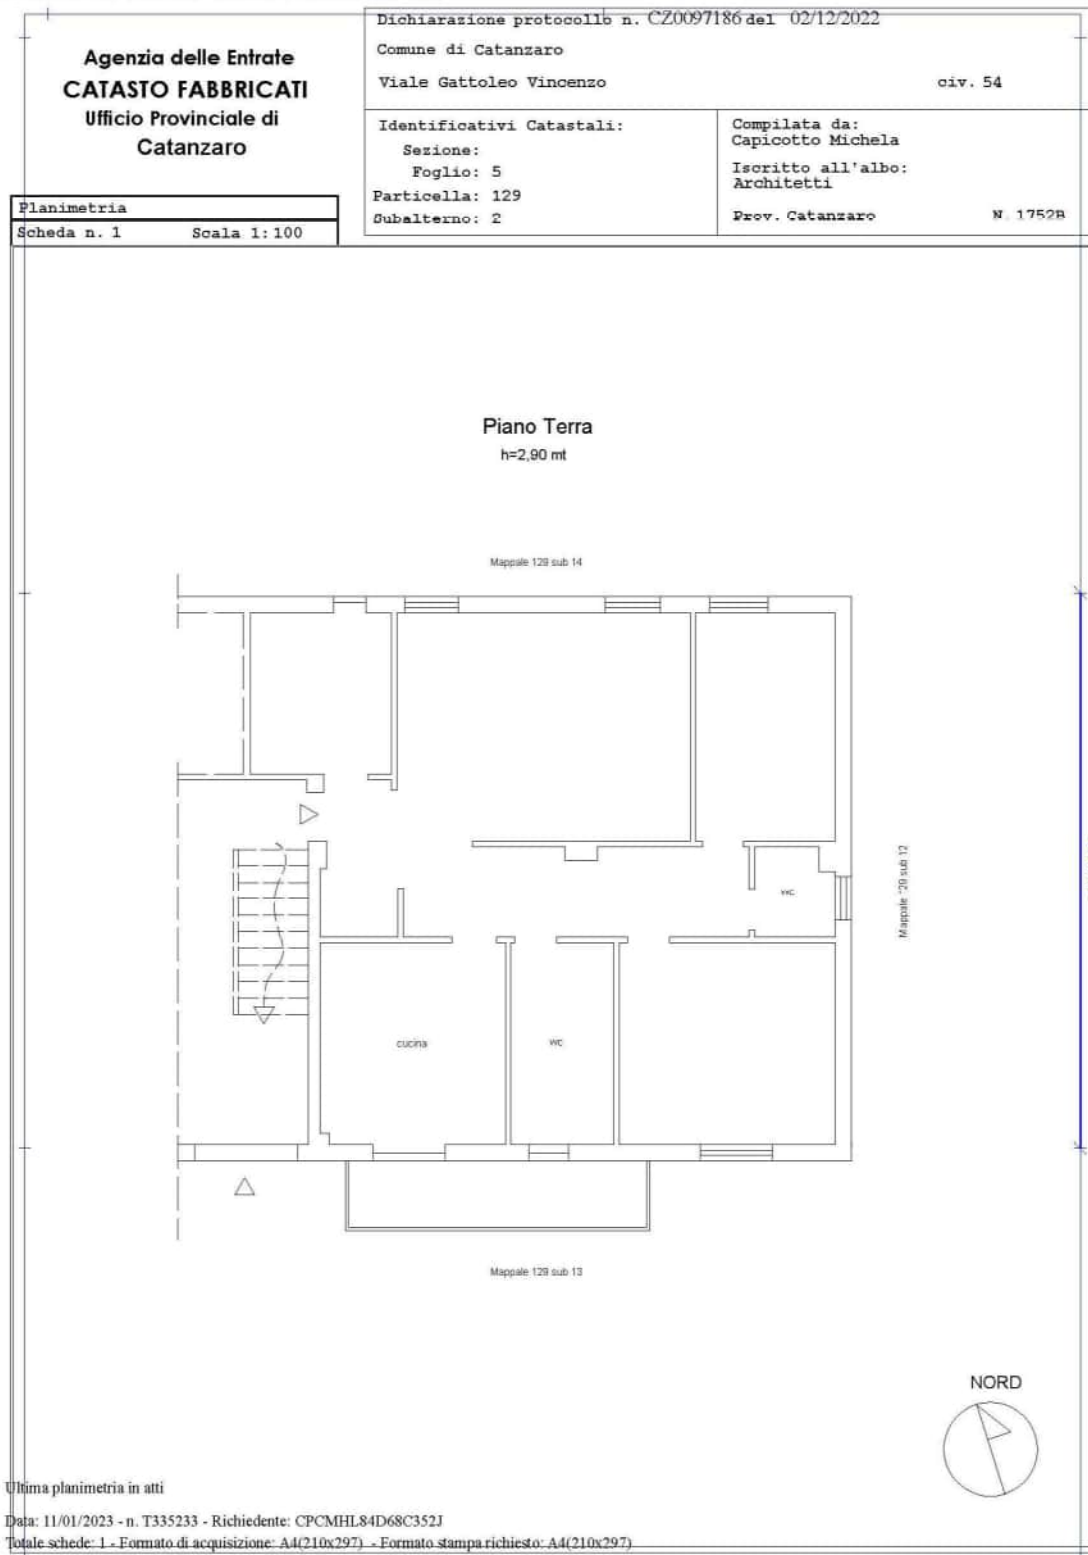 Agenzia delle Entrate
CATASTO FABBRICATI
Ufficio Provinciale di
Catanzaro
Planimetria
Scheda n. 1 Scala 1:100
Dichiarazione protocollo n. CZ0097186 del 02/12/2022
Comune di Catanzaro
Viale Gattoleo Vincenzo civ. 54
Identificativi Catastali:
Sezione:
Foglio: 5
Particella: 129
Subalterno: 2
Compilata da:
Capicotto Michela
Iscritto all'albo:
Architetti
Prov. Catanzaro N. 1752B
Piano Terra
h=2,90 mt
Mappale 129 sub 14
wc
Mappale 129 sub 12
cucina
wc
Mappale 129 sub 13
NORD
Ultima planimetria in atti
Data: 11/01/2023 - n. T335233 - Richiedente: CPCMHL84D68C352J
Totale schede: 1 - Formato di acquisizione: A4(210x297) - Formato stampa richiesto: A4(210x297)